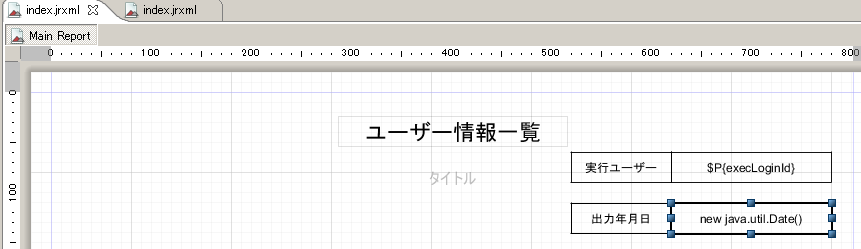 index.jrxml index.jrxml
Main Report
0 100 200 300 400 500 600 700 800
0
ユーザー情報一覧
実行ユーザー $P{execLoginId}
タイトル
100
出力年月日 new java.util.Date()